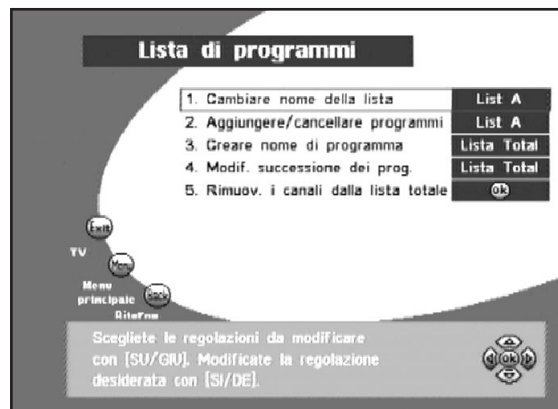 Lista di programmi
1. Cambiare nome della lista List A
2. Aggiungere/cancellare programmi List A
3. Creare nome di programma Lista Total
4. Modif. successione dei prog. Lista Total
5. Rimuov. i canali dalla lista totale ok
Exit
TV
Menu
Menu
principale
Back
Ritorno
Scegliete le regolazioni da modificare
con [SU/GIU]. Modificate la regolazione
desiderata con [SI/DE].
ok